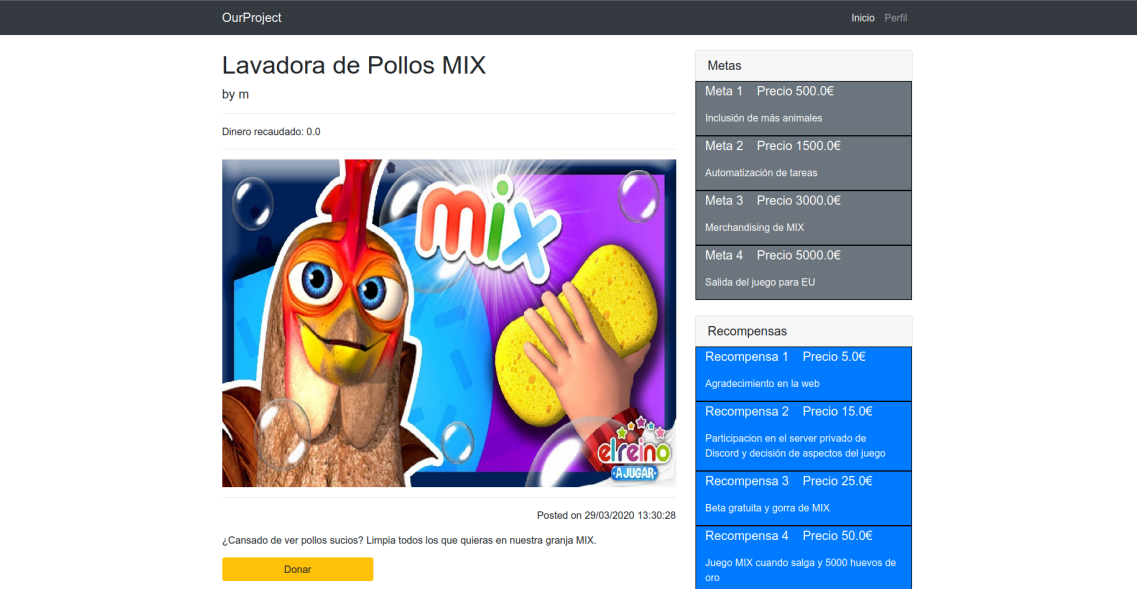 OurProject
Inicio Perfil
Lavadora de Pollos MIX
by m
Dinero recaudado: 0.0
mix
elreino
A JUGAR
Posted on 29/03/2020 13:30:28
¿Cansado de ver pollos sucios? Limpia todos los que quieras en nuestra granja MIX.
Donar
Metas
Meta 1 Precio 500.0€
Inclusión de más animales
Meta 2 Precio 1500.0€
Automatización de tareas
Meta 3 Precio 3000.0€
Merchandising de MIX
Meta 4 Precio 5000.0€
Salida del juego para EU
Recompensas
Recompensa 1 Precio 5.0€
Agradecimiento en la web
Recompensa 2 Precio 15.0€
Participacion en el server privado de
Discord y decisión de aspectos del juego
Recompensa 3 Precio 25.0€
Beta gratuita y gorra de MIX
Recompensa 4 Precio 50.0€
Juego MIX cuando salga y 5000 huevos de
oro